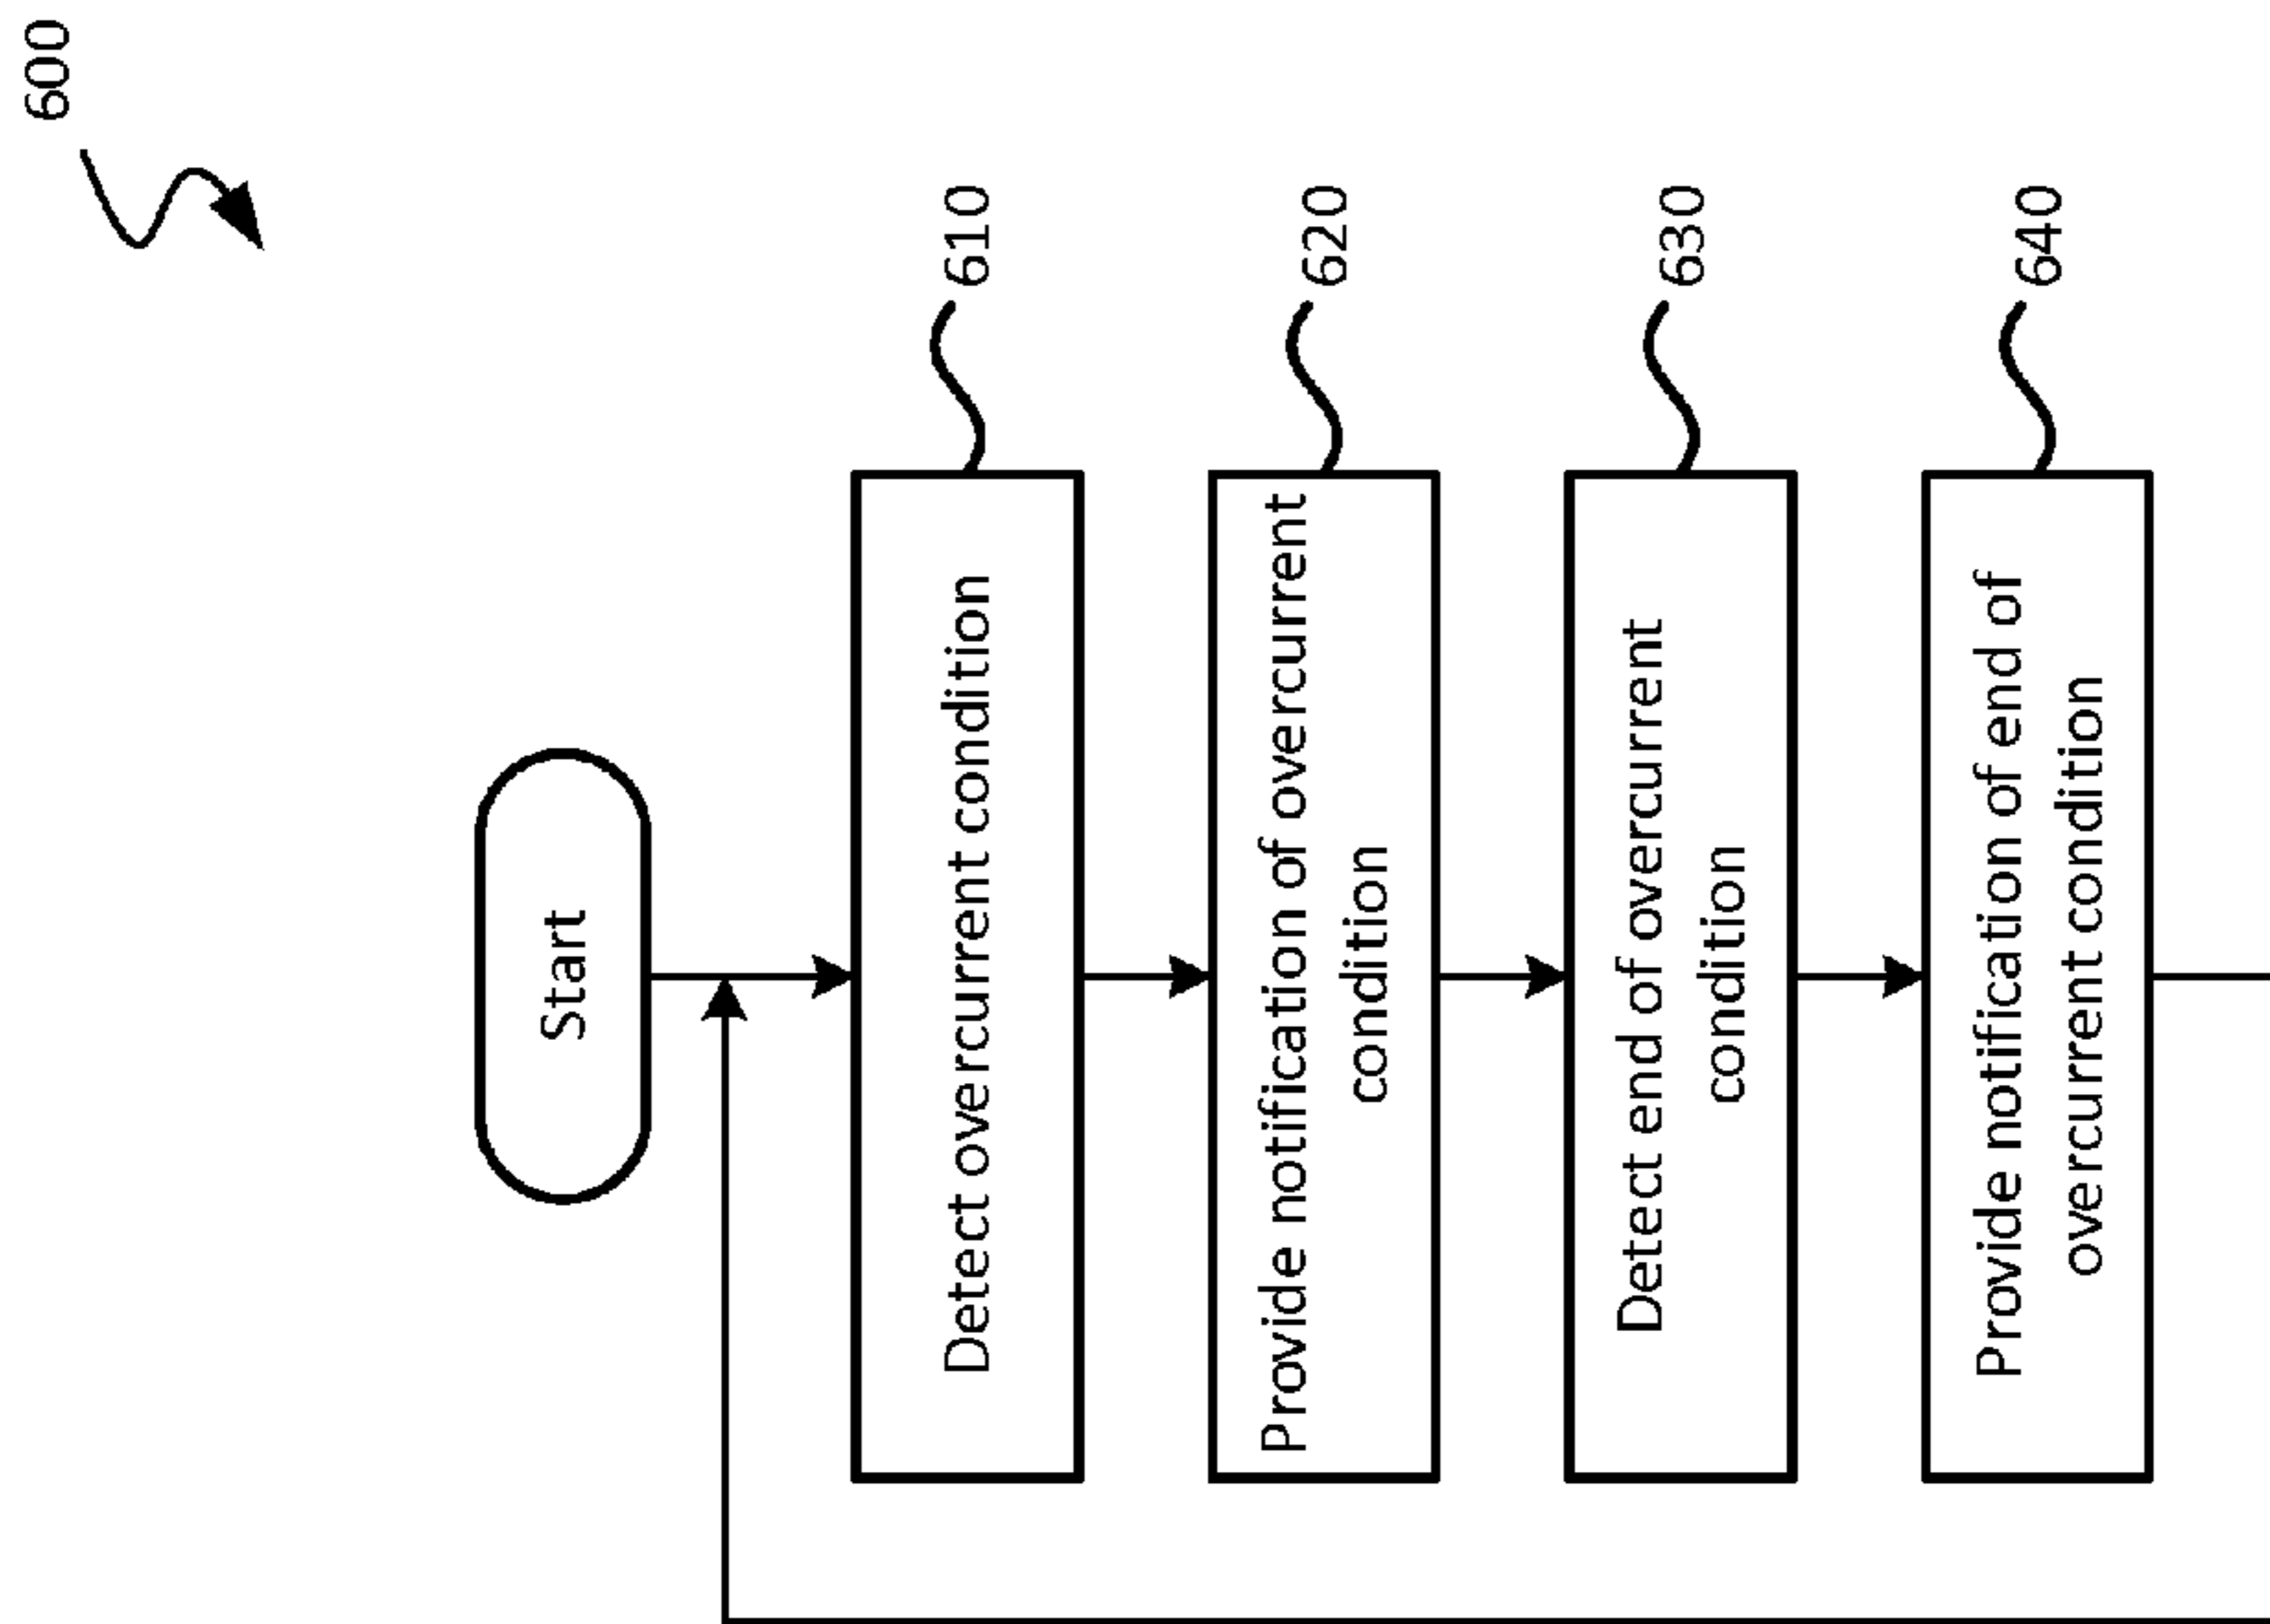 600
Start
Detect overcurrent condition
610
Provide notification of overcurrent
condition
620
Detect end of overcurrent
condition
630
Provide notification of end of
overcurrent condition
640